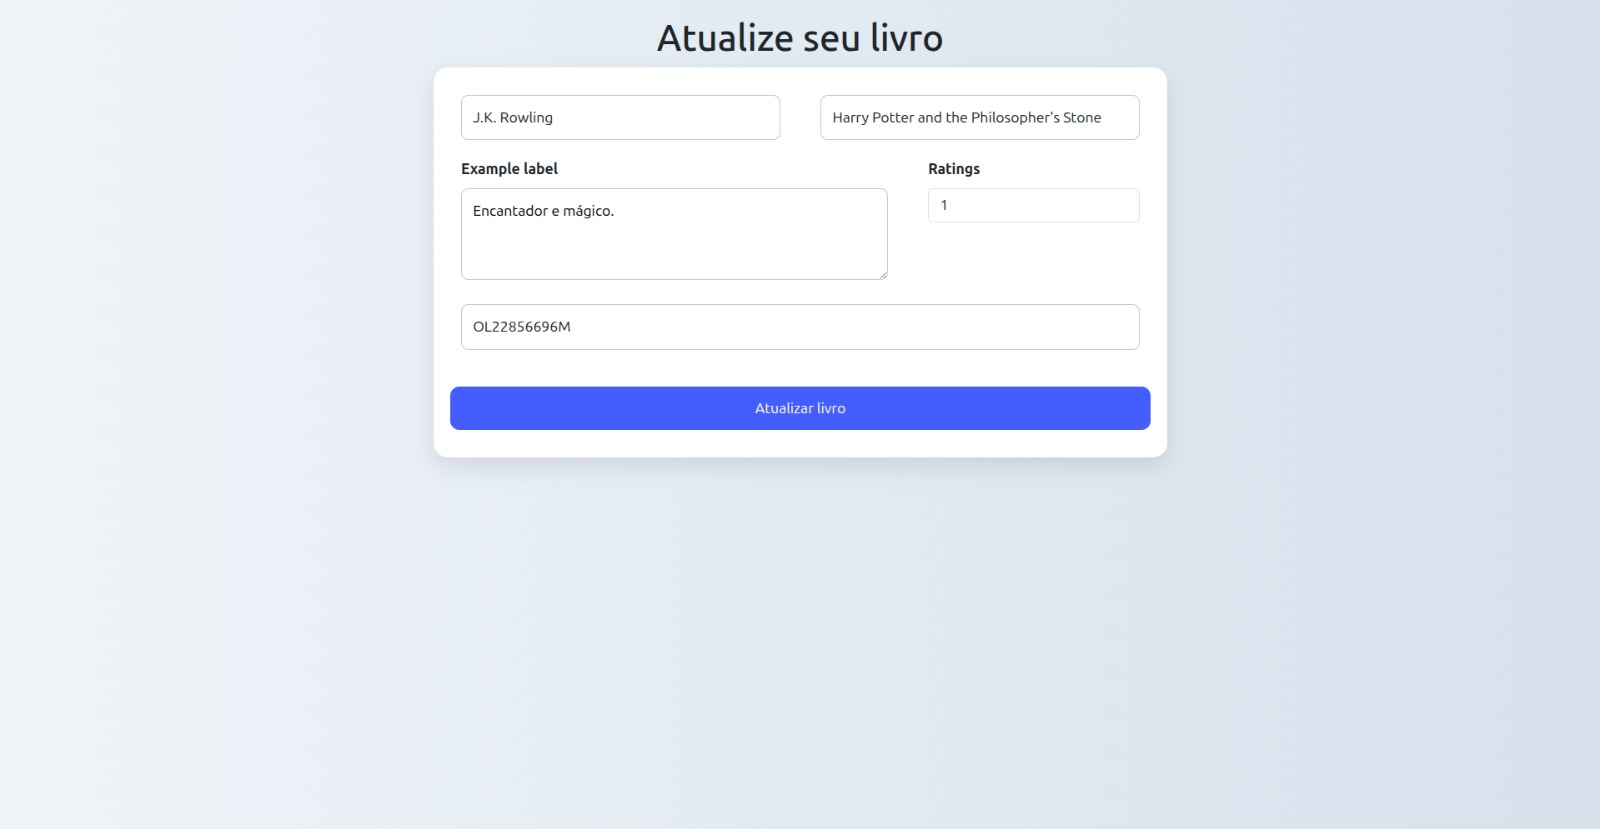 Atualize seu livro
J.K. Rowling
Harry Potter and the Philosopher's Stone
Example label
Ratings
Encantador e mágico.
1
OL22856696M
Atualizar livro